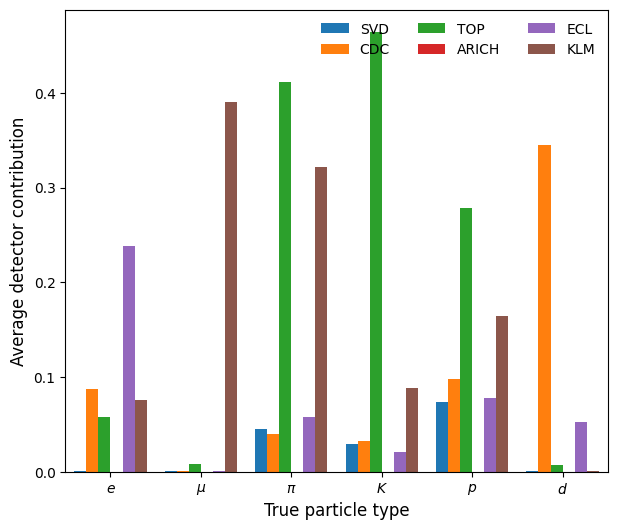 SVD TOP ECL
CDC ARICH KLM
0.4
0.3
0.2
0.1
0.0
Average detector contribution
e μ π K p d
True particle type